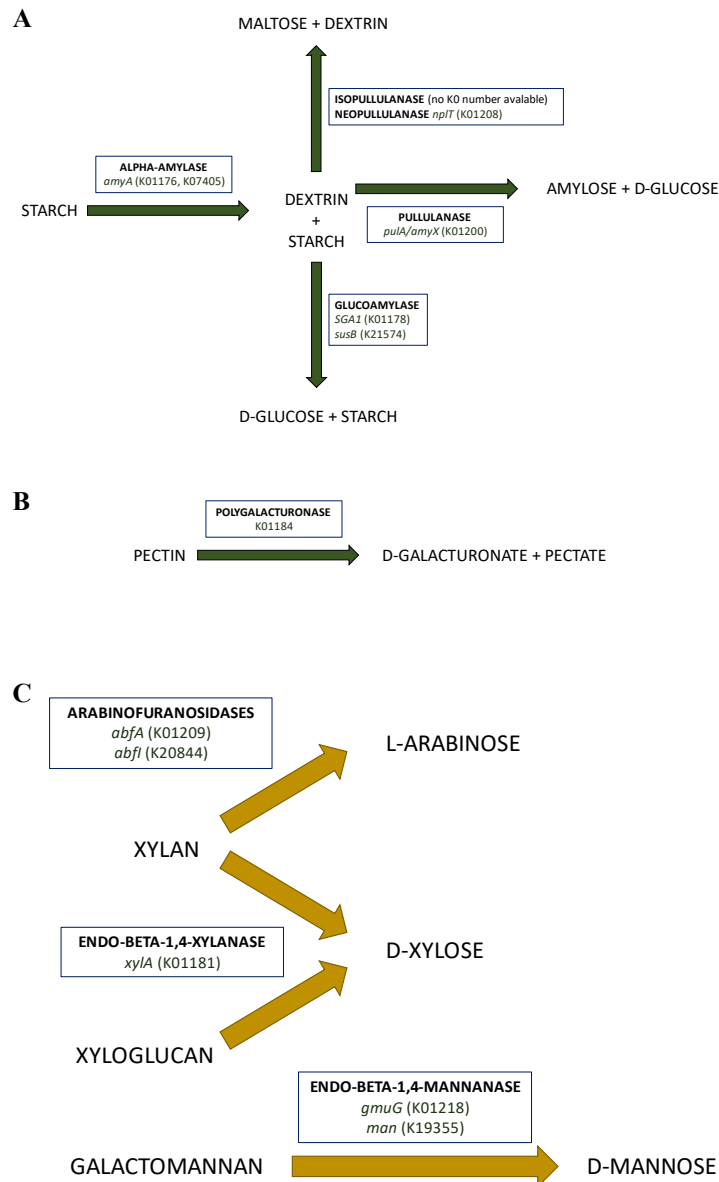 A
MALTOSE + DEXTRIN
ISOPULLULANASE (no K0 number avalable)
NEOPULLULANASE nplT (K01208)
ALPHA-AMYLASE
amyA (K01176, K07405)
STARCH
DEXTRIN
+
STARCH
AMYLOSE + D-GLUCOSE
PULLULANASE
pulA/amyX (K01200)
GLUCOAMYLASE
SGA1 (K01178)
susB (K21574)
D-GLUCOSE + STARCH
B
POLYGALACTURONASE
K01184
PECTIN
D-GALACTURONATE + PECTATE
C
ARABINOFURANOSIDASES
abfA (K01209)
abfI (K20844)
L-ARABINOSE
XYLAN
ENDO-BETA-1,4-XYLANASE
xylA (K01181)
D-XYLOSE
XYLOGLUCAN
ENDO-BETA-1,4-MANNANASE
gmuG (K01218)
man (K19355)
GALACTOMANNAN
D-MANNOSE